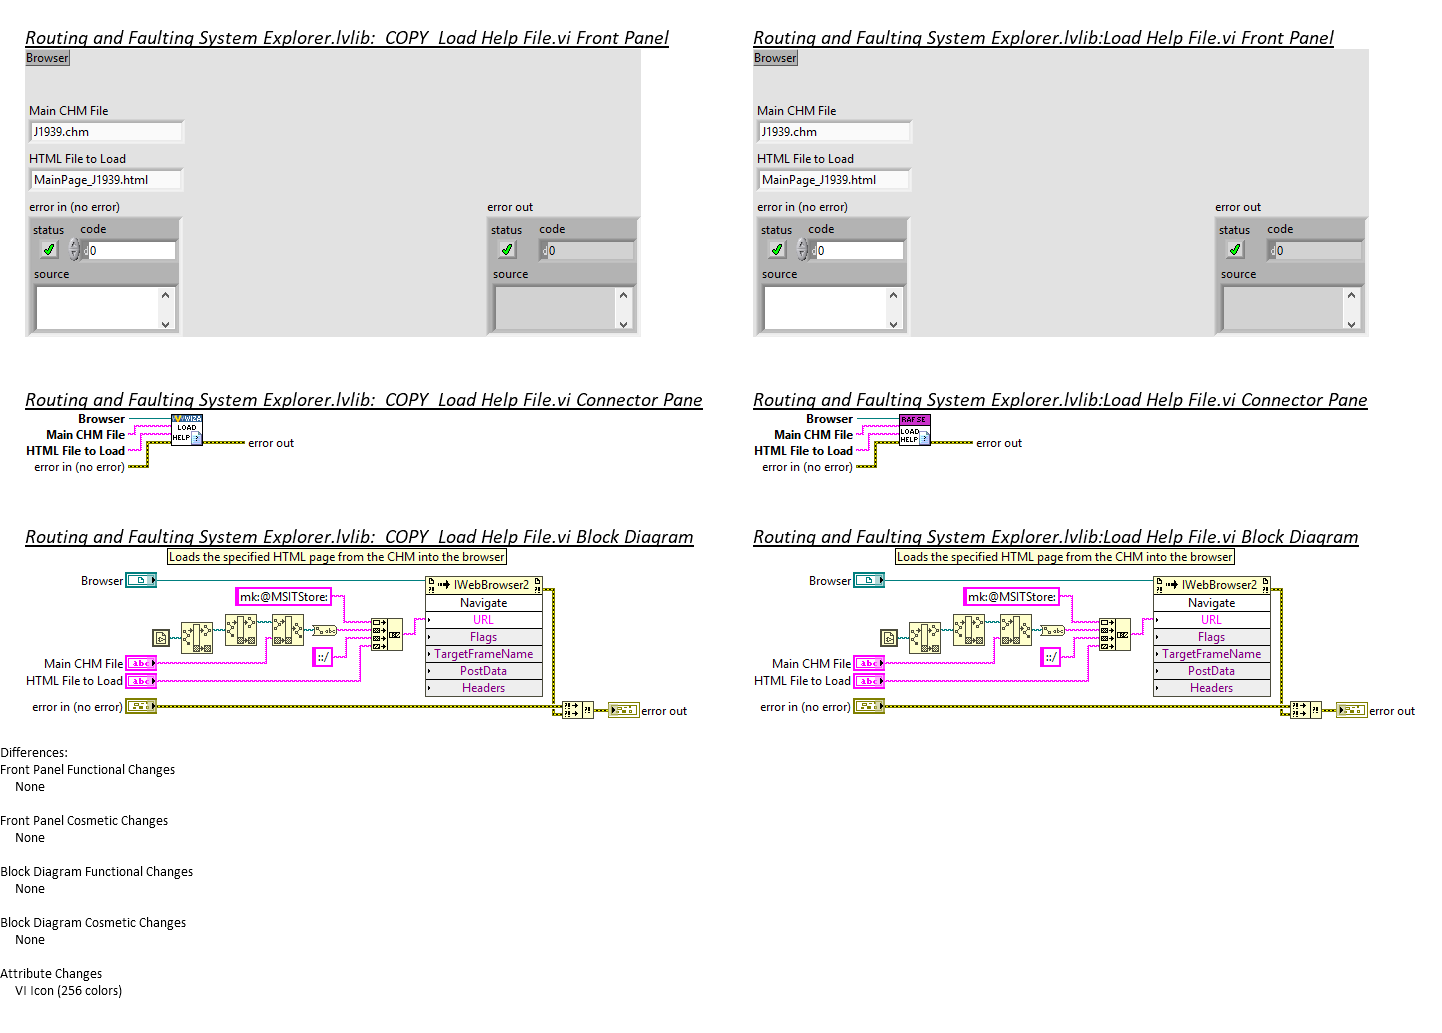 Routing and Faulting System Explorer.lvlib:  COPY  Load Help File.vi Front Panel
Browser
Main CHM File
J1939.chm
HTML File to Load
MainPage_J1939.html
error in (no error)
status code
0
source
error out
status code
0
source
Routing and Faulting System Explorer.lvlib:Load Help File.vi Front Panel
Browser
Main CHM File
J1939.chm
HTML File to Load
MainPage_J1939.html
error in (no error)
status code
0
source
error out
status code
0
source
Routing and Faulting System Explorer.lvlib:  COPY  Load Help File.vi Connector Pane
Browser
Main CHM File
HTML File to Load
error in (no error)
LOAD
HELP
error out
Routing and Faulting System Explorer.lvlib:Load Help File.vi Connector Pane
Browser
Main CHM File
HTML File to Load
error in (no error)
RAFSE
LOAD
HELP
error out
Routing and Faulting System Explorer.lvlib:  COPY  Load Help File.vi Block Diagram
Loads the specified HTML page from the CHM into the browser
Browser
mk:@MSITStore:
::/
Main CHM File
abc
HTML File to Load
abc
error in (no error)
IWebBrowser2
Navigate
URL
Flags
TargetFrameName
PostData
Headers
error out
Routing and Faulting System Explorer.lvlib:Load Help File.vi Block Diagram
Loads the specified HTML page from the CHM into the browser
Browser
mk:@MSITStore:
::/
Main CHM File
abc
HTML File to Load
abc
error in (no error)
IWebBrowser2
Navigate
URL
Flags
TargetFrameName
PostData
Headers
error out
Differences:
Front Panel Functional Changes
None
Front Panel Cosmetic Changes
None
Block Diagram Functional Changes
None
Block Diagram Cosmetic Changes
None
Attribute Changes
VI Icon (256 colors)